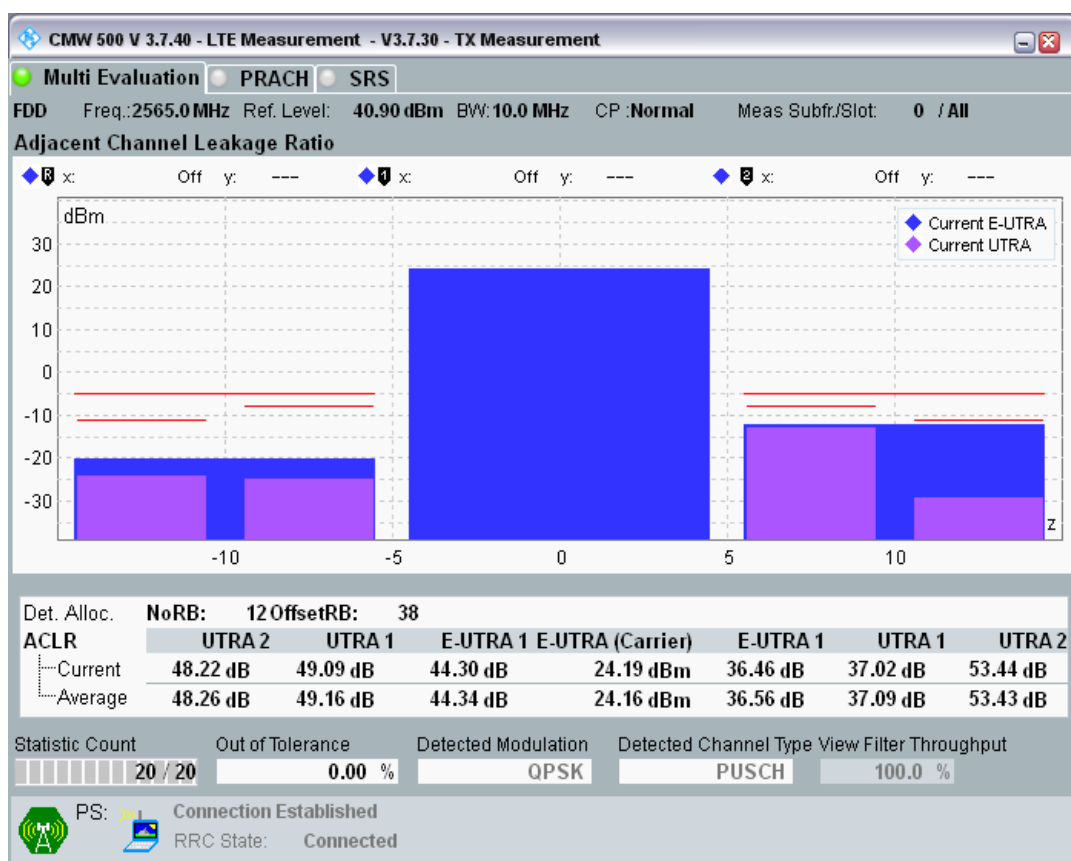 CMW 500 V 3.7.40 - LTE Measurement - V3.7.30 - TX Measurement
Multi Evaluation PRACH SRS
FDD Freq.:2565.0 MHz Ref. Level: 40.90 dBm BW:10.0 MHz CP :Normal Meas Subfr./Slot: 0 / All
Adjacent Channel Leakage Ratio
R x: Off y: --- 1 x: Off y: --- 2 x: Off y: ---
dBm
Current E-UTRA
Current UTRA
30
20
10
0
-10
-20
-30
z
-10 -5 0 5 10
Det. Alloc. NoRB: 12 OffsetRB: 38
ACLR UTRA 2 UTRA 1 E-UTRA 1 E-UTRA (Carrier) E-UTRA 1 UTRA 1 UTRA 2
Current 48.22 dB 49.09 dB 44.30 dB 24.19 dBm 36.46 dB 37.02 dB 53.44 dB
Average 48.26 dB 49.16 dB 44.34 dB 24.16 dBm 36.56 dB 37.09 dB 53.43 dB
Statistic Count Out of Tolerance Detected Modulation Detected Channel Type View Filter Throughput
20 / 20 0.00 % QPSK PUSCH 100.0 %
PS: Connection Established
RRC State: Connected